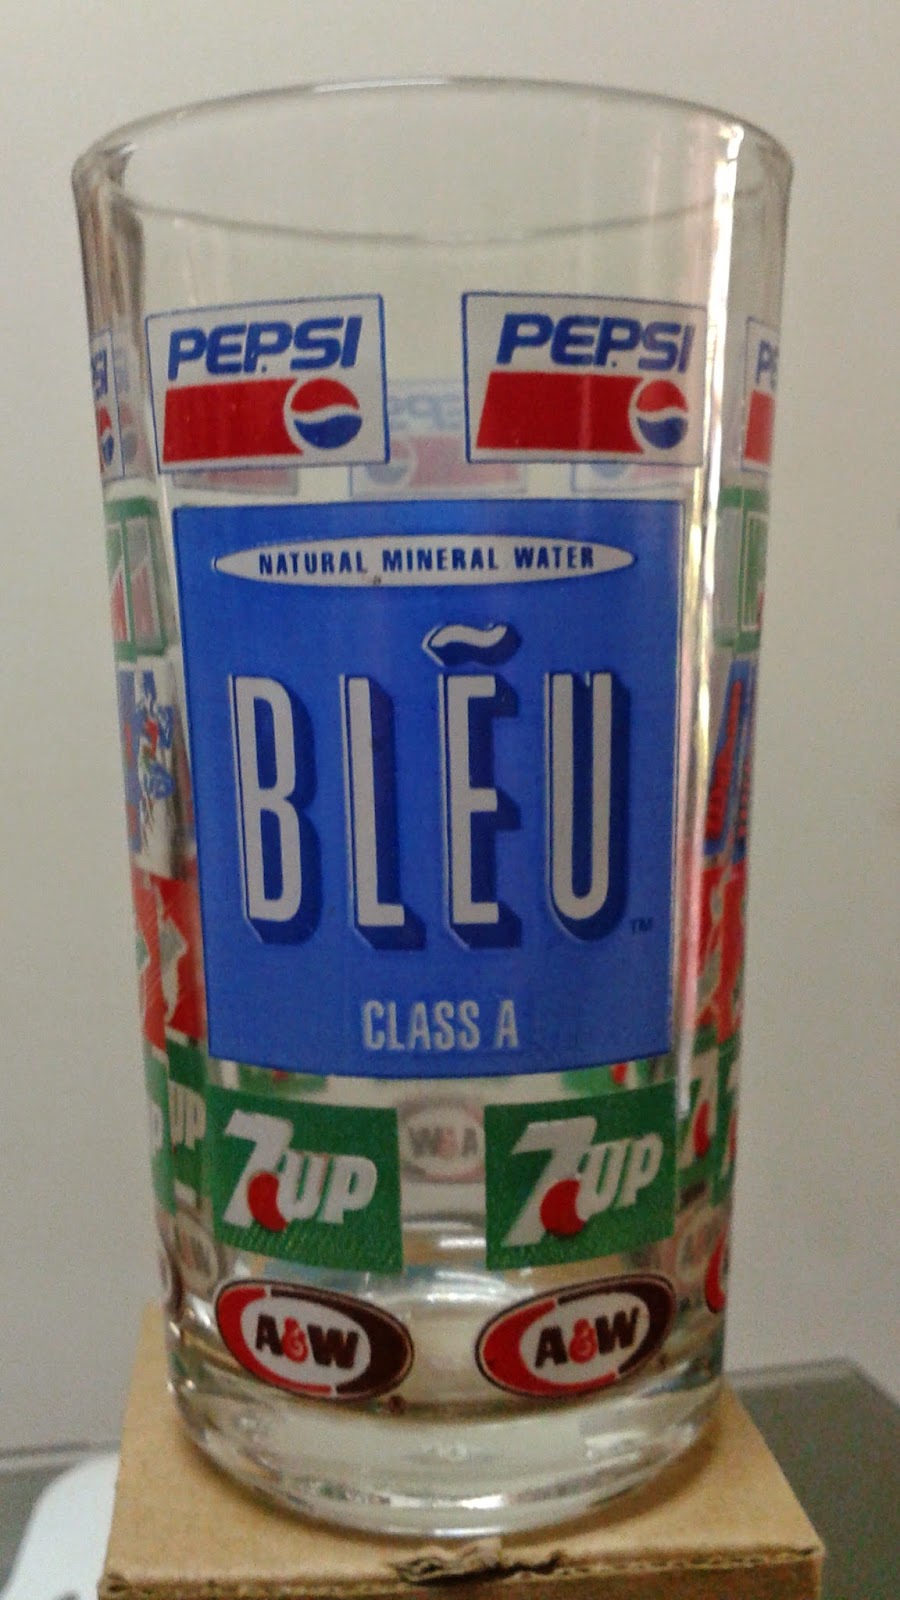 PEPSI PEPSI
NATURAL MINERAL WATER
BLẼU
TM
CLASS A
7UP 7UP
A&W A&W